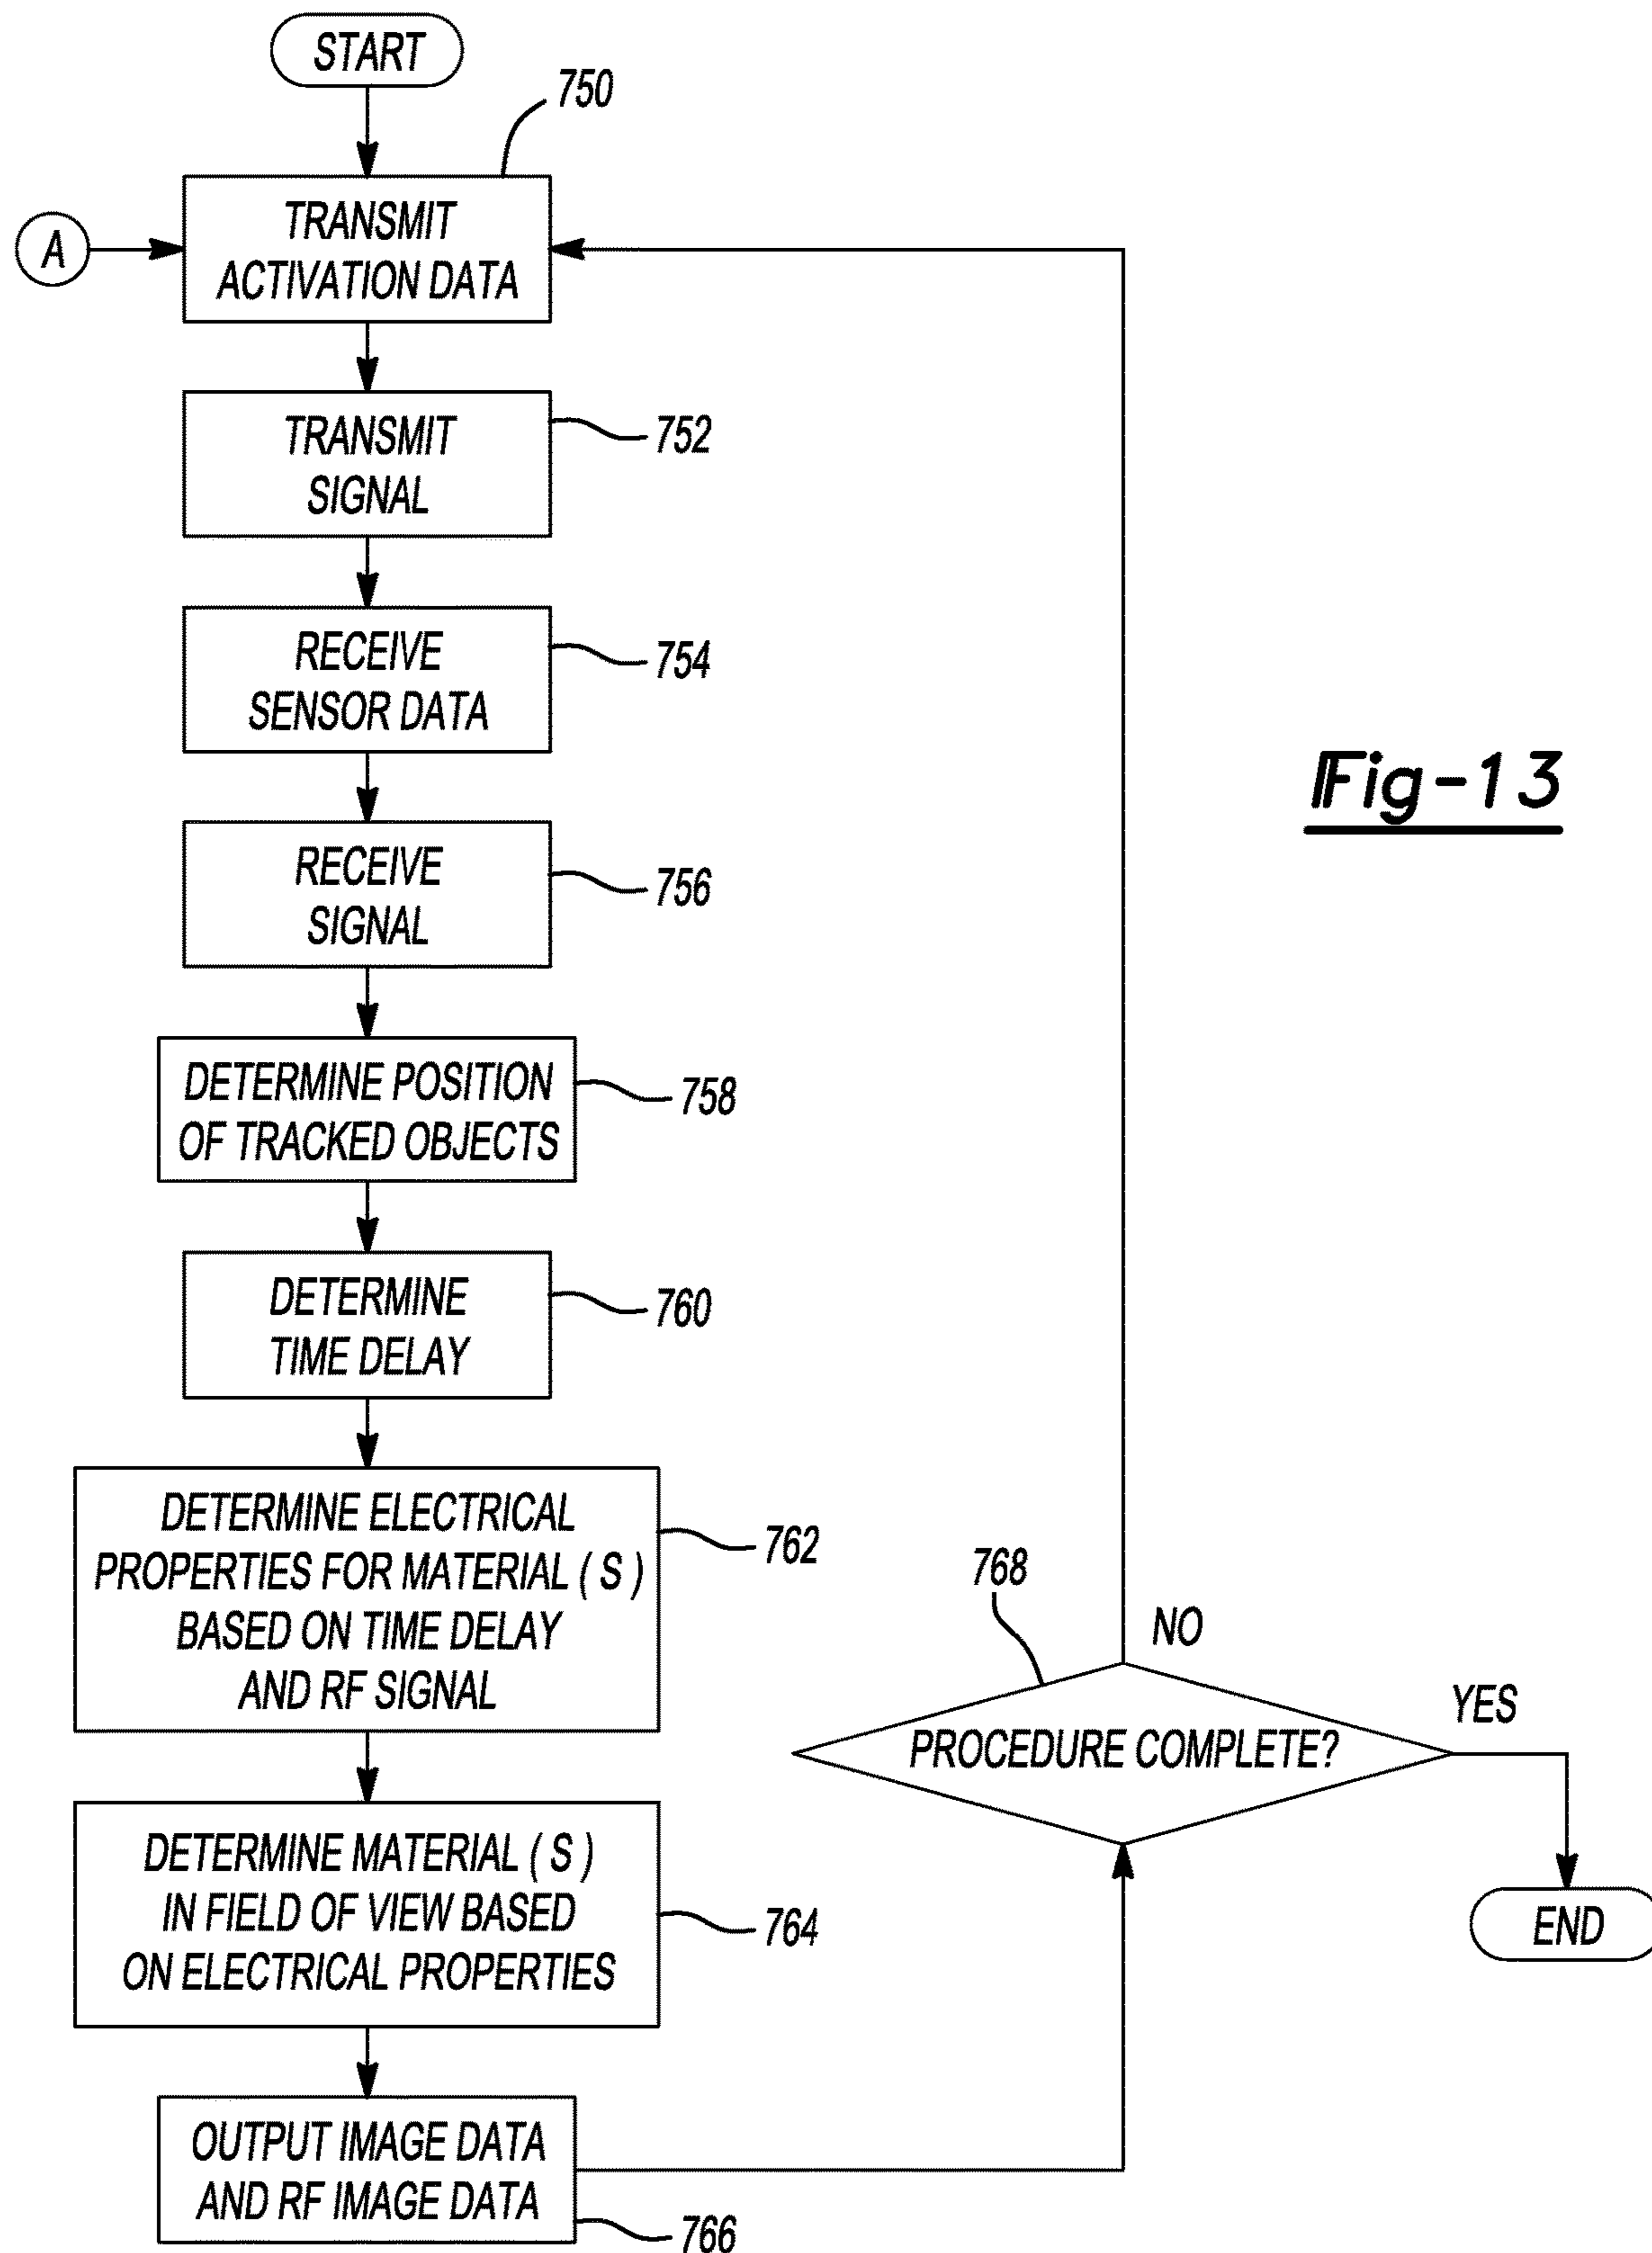 START
750
A
TRANSMIT
ACTIVATION DATA
TRANSMIT
SIGNAL
752
RECEIVE
SENSOR DATA
754
RECEIVE
SIGNAL
756
DETERMINE POSITION
OF TRACKED OBJECTS
758
DETERMINE
TIME DELAY
760
DETERMINE ELECTRICAL
PROPERTIES FOR MATERIAL ( S )
BASED ON TIME DELAY
AND RF SIGNAL
762
DETERMINE MATERIAL ( S )
IN FIELD OF VIEW BASED
ON ELECTRICAL PROPERTIES
764
OUTPUT IMAGE DATA
AND RF IMAGE DATA
766
768
NO
YES
PROCEDURE COMPLETE?
END
Fig-13